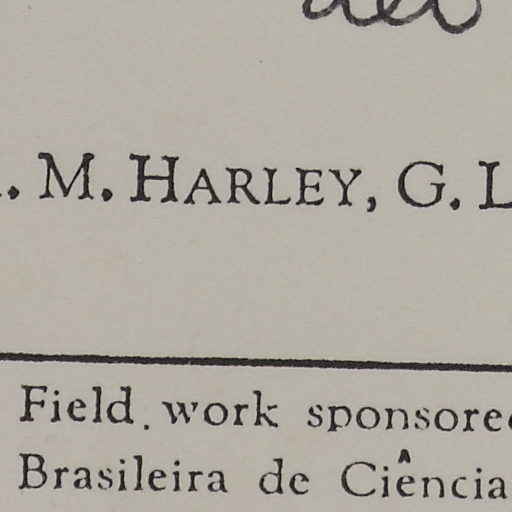 . M. HARLEY, G. L
Field work sponsore
Brasileira de Ciência